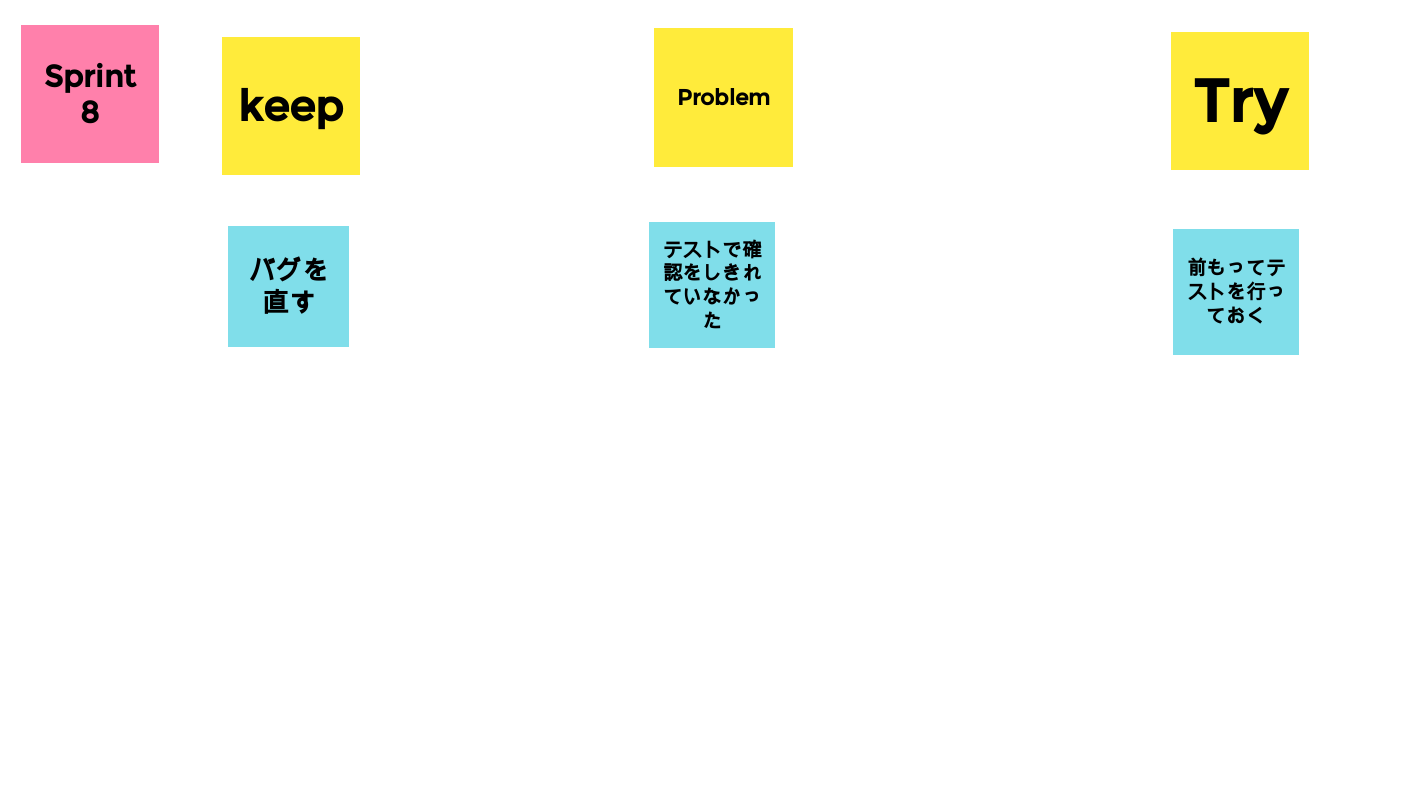 Sprint
8
keep
Problem
Try
バグを
直す
テストで確
認をしきれ
ていなかっ
た
前もってテ
ストを行っ
ておく